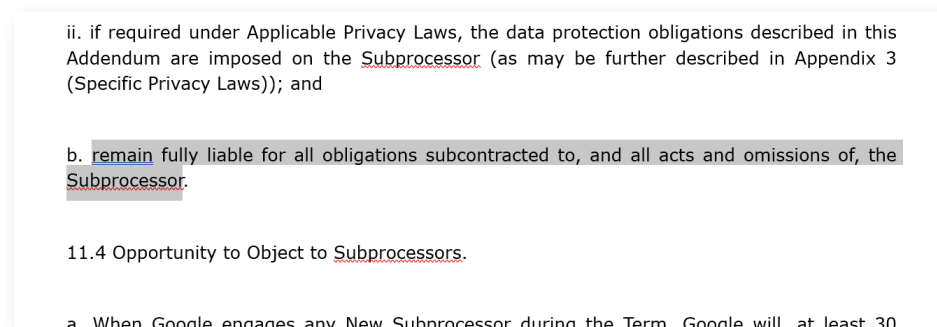 ii. if required under Applicable Privacy Laws, the data protection obligations described in this
Addendum are imposed on the Subprocessor (as may be further described in Appendix 3
(Specific Privacy Laws)); and
b. remain fully liable for all obligations subcontracted to, and all acts and omissions of, the
Subprocessor.
11.4 Opportunity to Object to Subprocessors.
a. When Google engages any New Subprocessor during the Term, Google will, at least 30